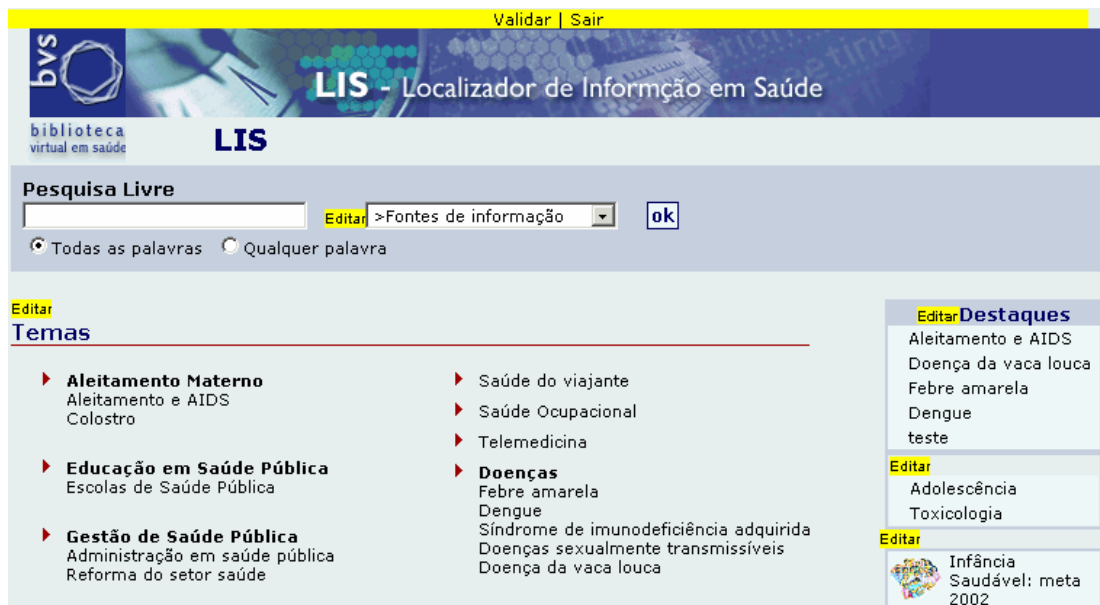 Validar | Sair
bvs
LIS - Localizador de Informção em Saúde
biblioteca
virtual em saúde
LIS
Pesquisa Livre
Editar >Fontes de informação ok
Todas as palavras Qualquer palavra
Editar
Temas
Aleitamento Materno
Aleitamento e AIDS
Colostro
Educação em Saúde Pública
Escolas de Saúde Pública
Gestão de Saúde Pública
Administração em saúde pública
Reforma do setor saúde
Saúde do viajante
Saúde Ocupacional
Telemedicina
Doenças
Febre amarela
Dengue
Síndrome de imunodeficiência adquirida
Doenças sexualmente transmissíveis
Doença da vaca louca
Editar Destaques
Aleitamento e AIDS
Doença da vaca louca
Febre amarela
Dengue
teste
Editar
Adolescência
Toxicologia
Editar
Infância
Saudável: meta
2002